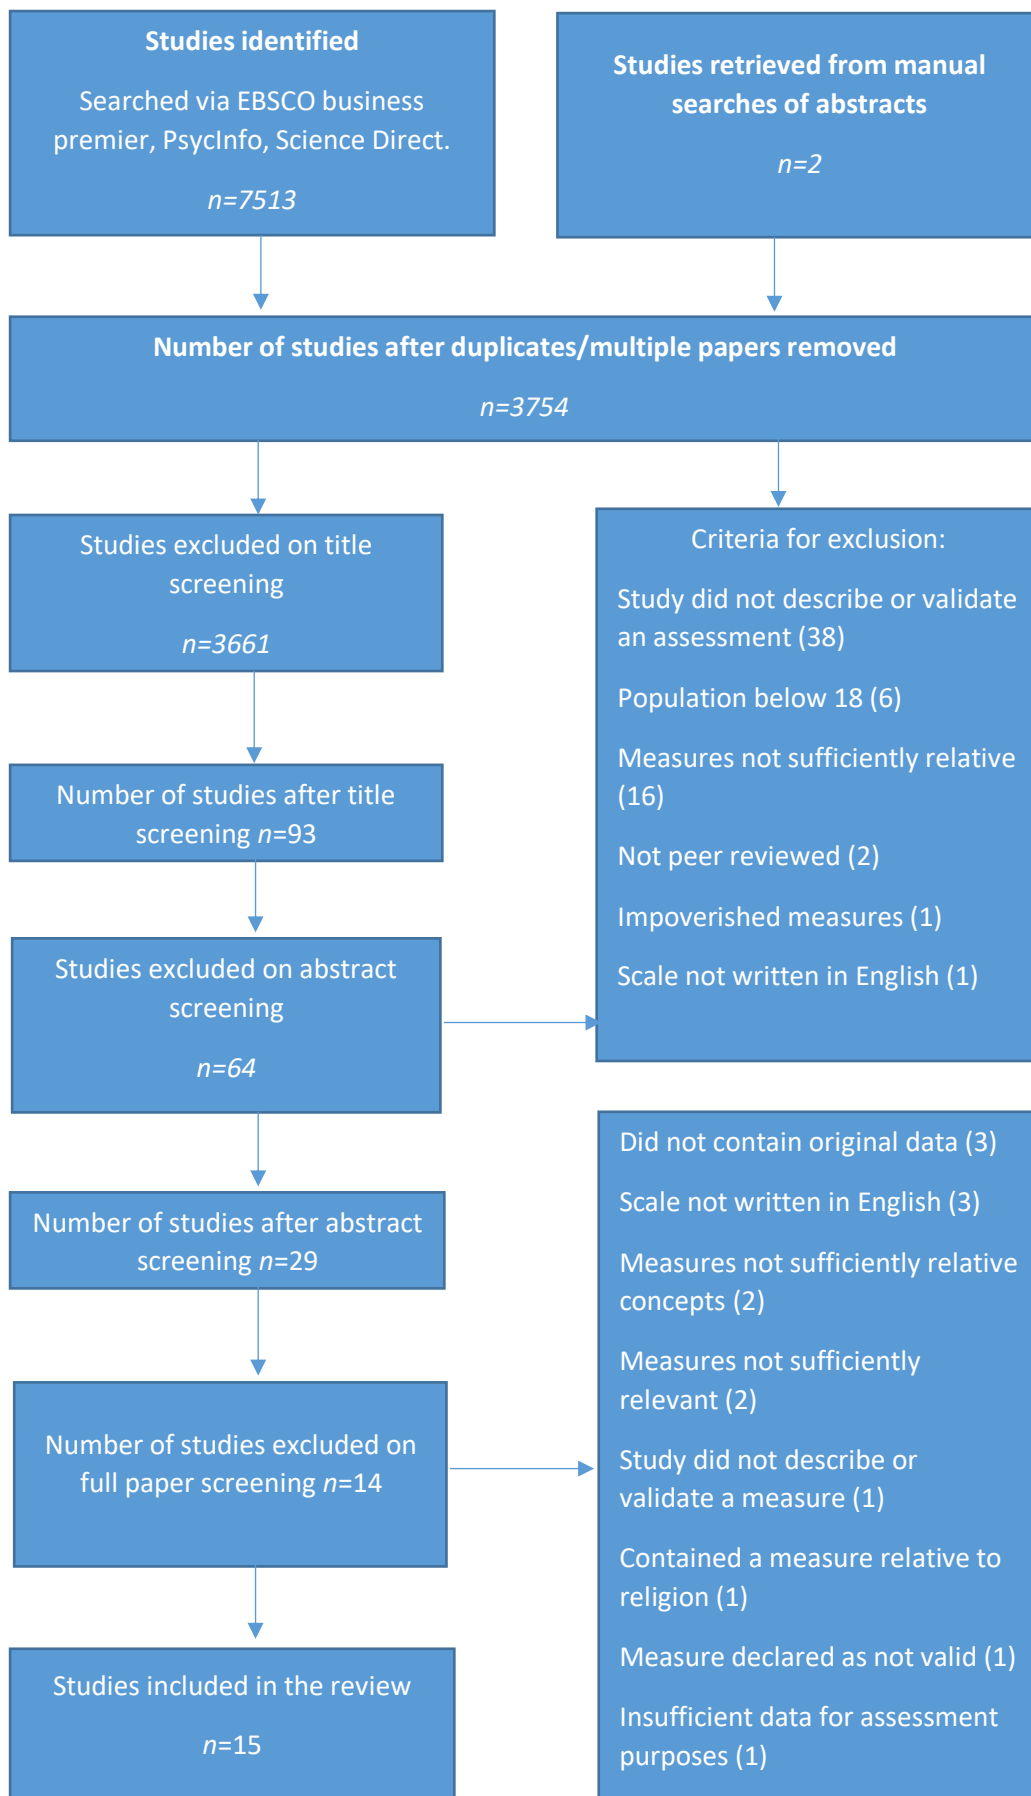 Studies identified
Searched via EBSCO business
premier, PsycInfo, Science Direct.
n=7513
Studies retrieved from manual
searches of abstracts
n=2
Number of studies after duplicates/multiple papers removed
n=3754
Studies excluded on title
screening
n=3661
Number of studies after title
screening n=93
Studies excluded on abstract
screening
n=64
Criteria for exclusion:
Study did not describe or validate
an assessment (38)
Population below 18 (6)
Measures not sufficiently relative
(16)
Not peer reviewed (2)
Impoverished measures (1)
Scale not written in English (1)
Number of studies after abstract
screening n=29
Number of studies excluded on
full paper screening n=14
Did not contain original data (3)
Scale not written in English (3)
Measures not sufficiently relative
concepts (2)
Measures not sufficiently
relevant (2)
Study did not describe or
validate a measure (1)
Contained a measure relative to
religion (1)
Measure declared as not valid (1)
Insufficient data for assessment
purposes (1)
Studies included in the review
n=15